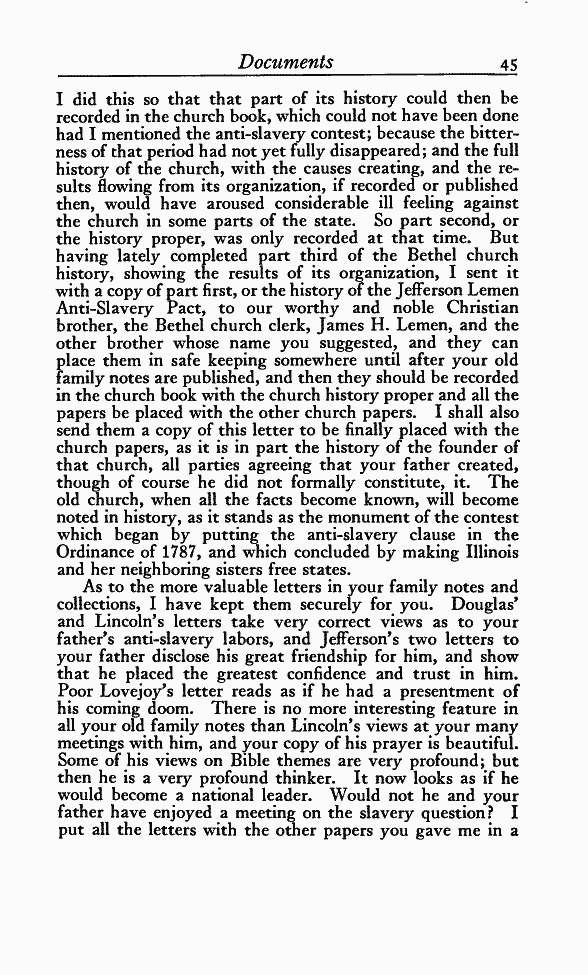 Documents 45
I did this so that that part of its history could then be
recorded in the church book, which could not have been done
had I mentioned the anti-slavery contest; because the bitter-
ness of that period had not yet fully disappeared; and the full
history of the church, with the causes creating, and the re-
sults flowing from its organization, if recorded or published
then, would have aroused considerable ill feeling against
the church in some parts of the state. So part second, or
the history proper, was only recorded at that time. But
having lately completed part third of the Bethel church
history, showing the results of its organization, I sent it
with a copy of part first, or the history of the Jefferson Lemen
Anti-Slavery Pact, to our worthy and noble Christian
brother, the Bethel church clerk, James H. Lemen, and the
other brother whose name you suggested, and they can
place them in safe keeping somewhere until after your old
family notes are published, and then they should be recorded
in the church book with the church history proper and all the
papers be placed with the other church papers. I shall also
send them a copy of this letter to be finally placed with the
church papers, as it is in part the history of the founder of
that church, all parties agreeing that your father created,
though of course he did not formally constitute, it. The
old church, when all the facts become known, will become
noted in history, as it stands as the monument of the contest
which began by putting the anti-slavery clause in the
Ordinance of 1787, and which concluded by making Illinois
and her neighboring sisters free states.
As to the more valuable letters in your family notes and
collections, I have kept them securely for you. Douglas'
and Lincoln's letters take very correct views as to your
father's anti-slavery labors, and Jefferson's two letters to
your father disclose his great friendship for him, and show
that he placed the greatest confidence and trust in him.
Poor Lovejoy's letter reads as if he had a presentment of
his coming doom. There is no more interesting feature in
all your old family notes than Lincoln's views at your many
meetings with him, and your copy of his prayer is beautiful.
Some of his views on Bible themes are very profound; but
then he is a very profound thinker. It now looks as if he
would become a national leader. Would not he and your
father have enjoyed a meeting on the slavery question? I
put all the letters with the other papers you gave me in a